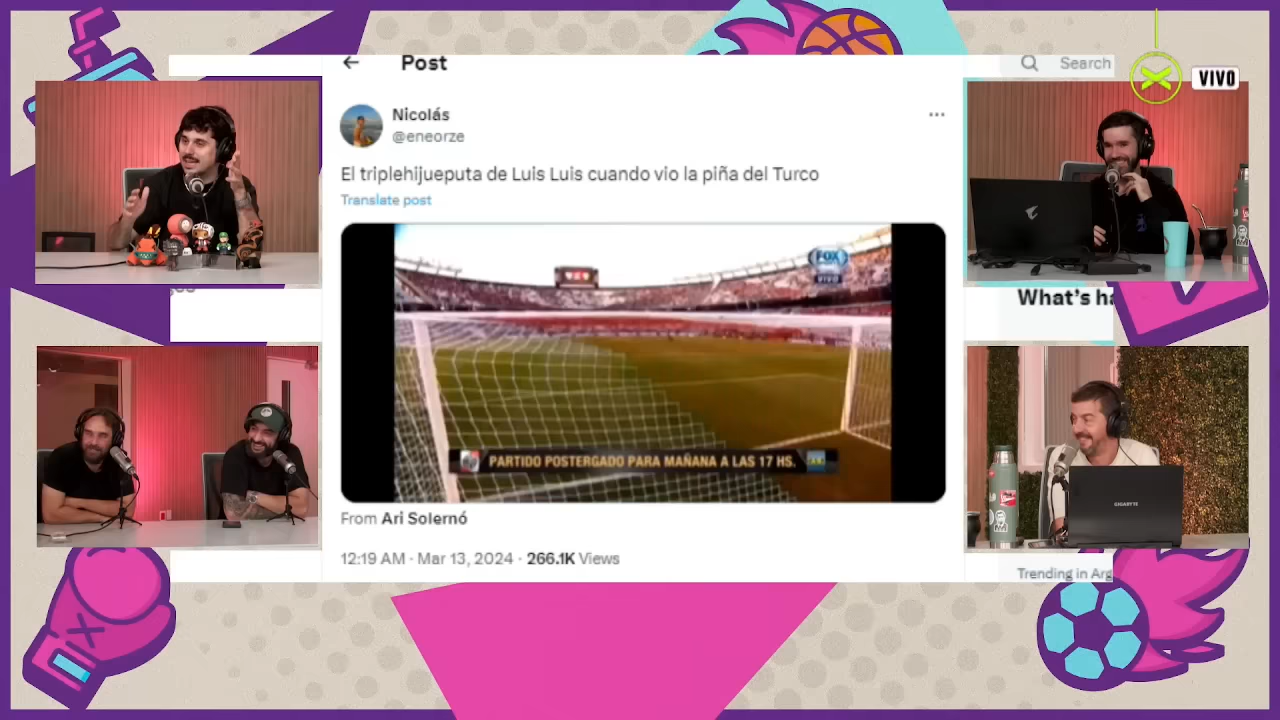 Post
Search
VIVO
Nicolás
@eneorze
El triplehijueputa de Luis Luis cuando vio la piña del Turco
Translate post
FOX
VIVO
PARTIDO POSTERGADO PARA MAÑANA A LAS 17 HS.
What's ha
GIGABYTE
From Ari Solernó
12:19 AM · Mar 13, 2024 · 266.1K Views
Trending in Arg